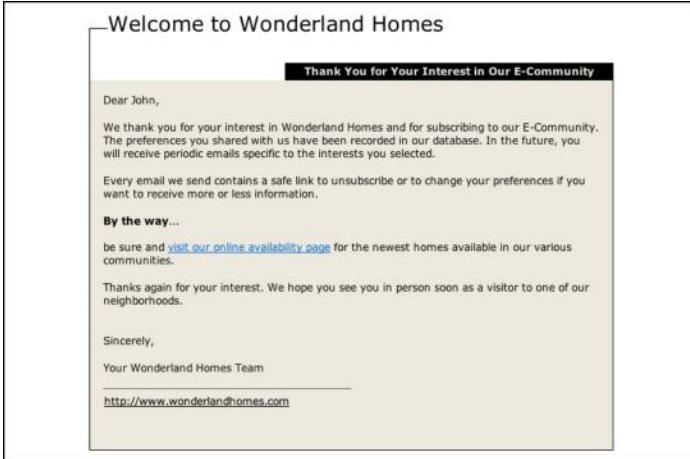 Welcome to Wonderland Homes
Thank You for Your Interest in Our E-Community
Dear John,
We thank you for your interest in Wonderland Homes and for subscribing to our E-Community.
The preferences you shared with us have been recorded in our database. In the future, you
will receive periodic emails specific to the interests you selected.
Every email we send contains a safe link to unsubscribe or to change your preferences if you
want to receive more or less information.
By the way...
be sure and visit our online availability page for the newest homes available in our various
communities.
Thanks again for your interest. We hope you see you in person soon as a visitor to one of our
neighborhoods.
Sincerely,
Your Wonderland Homes Team
http://www.wonderlandhomes.com